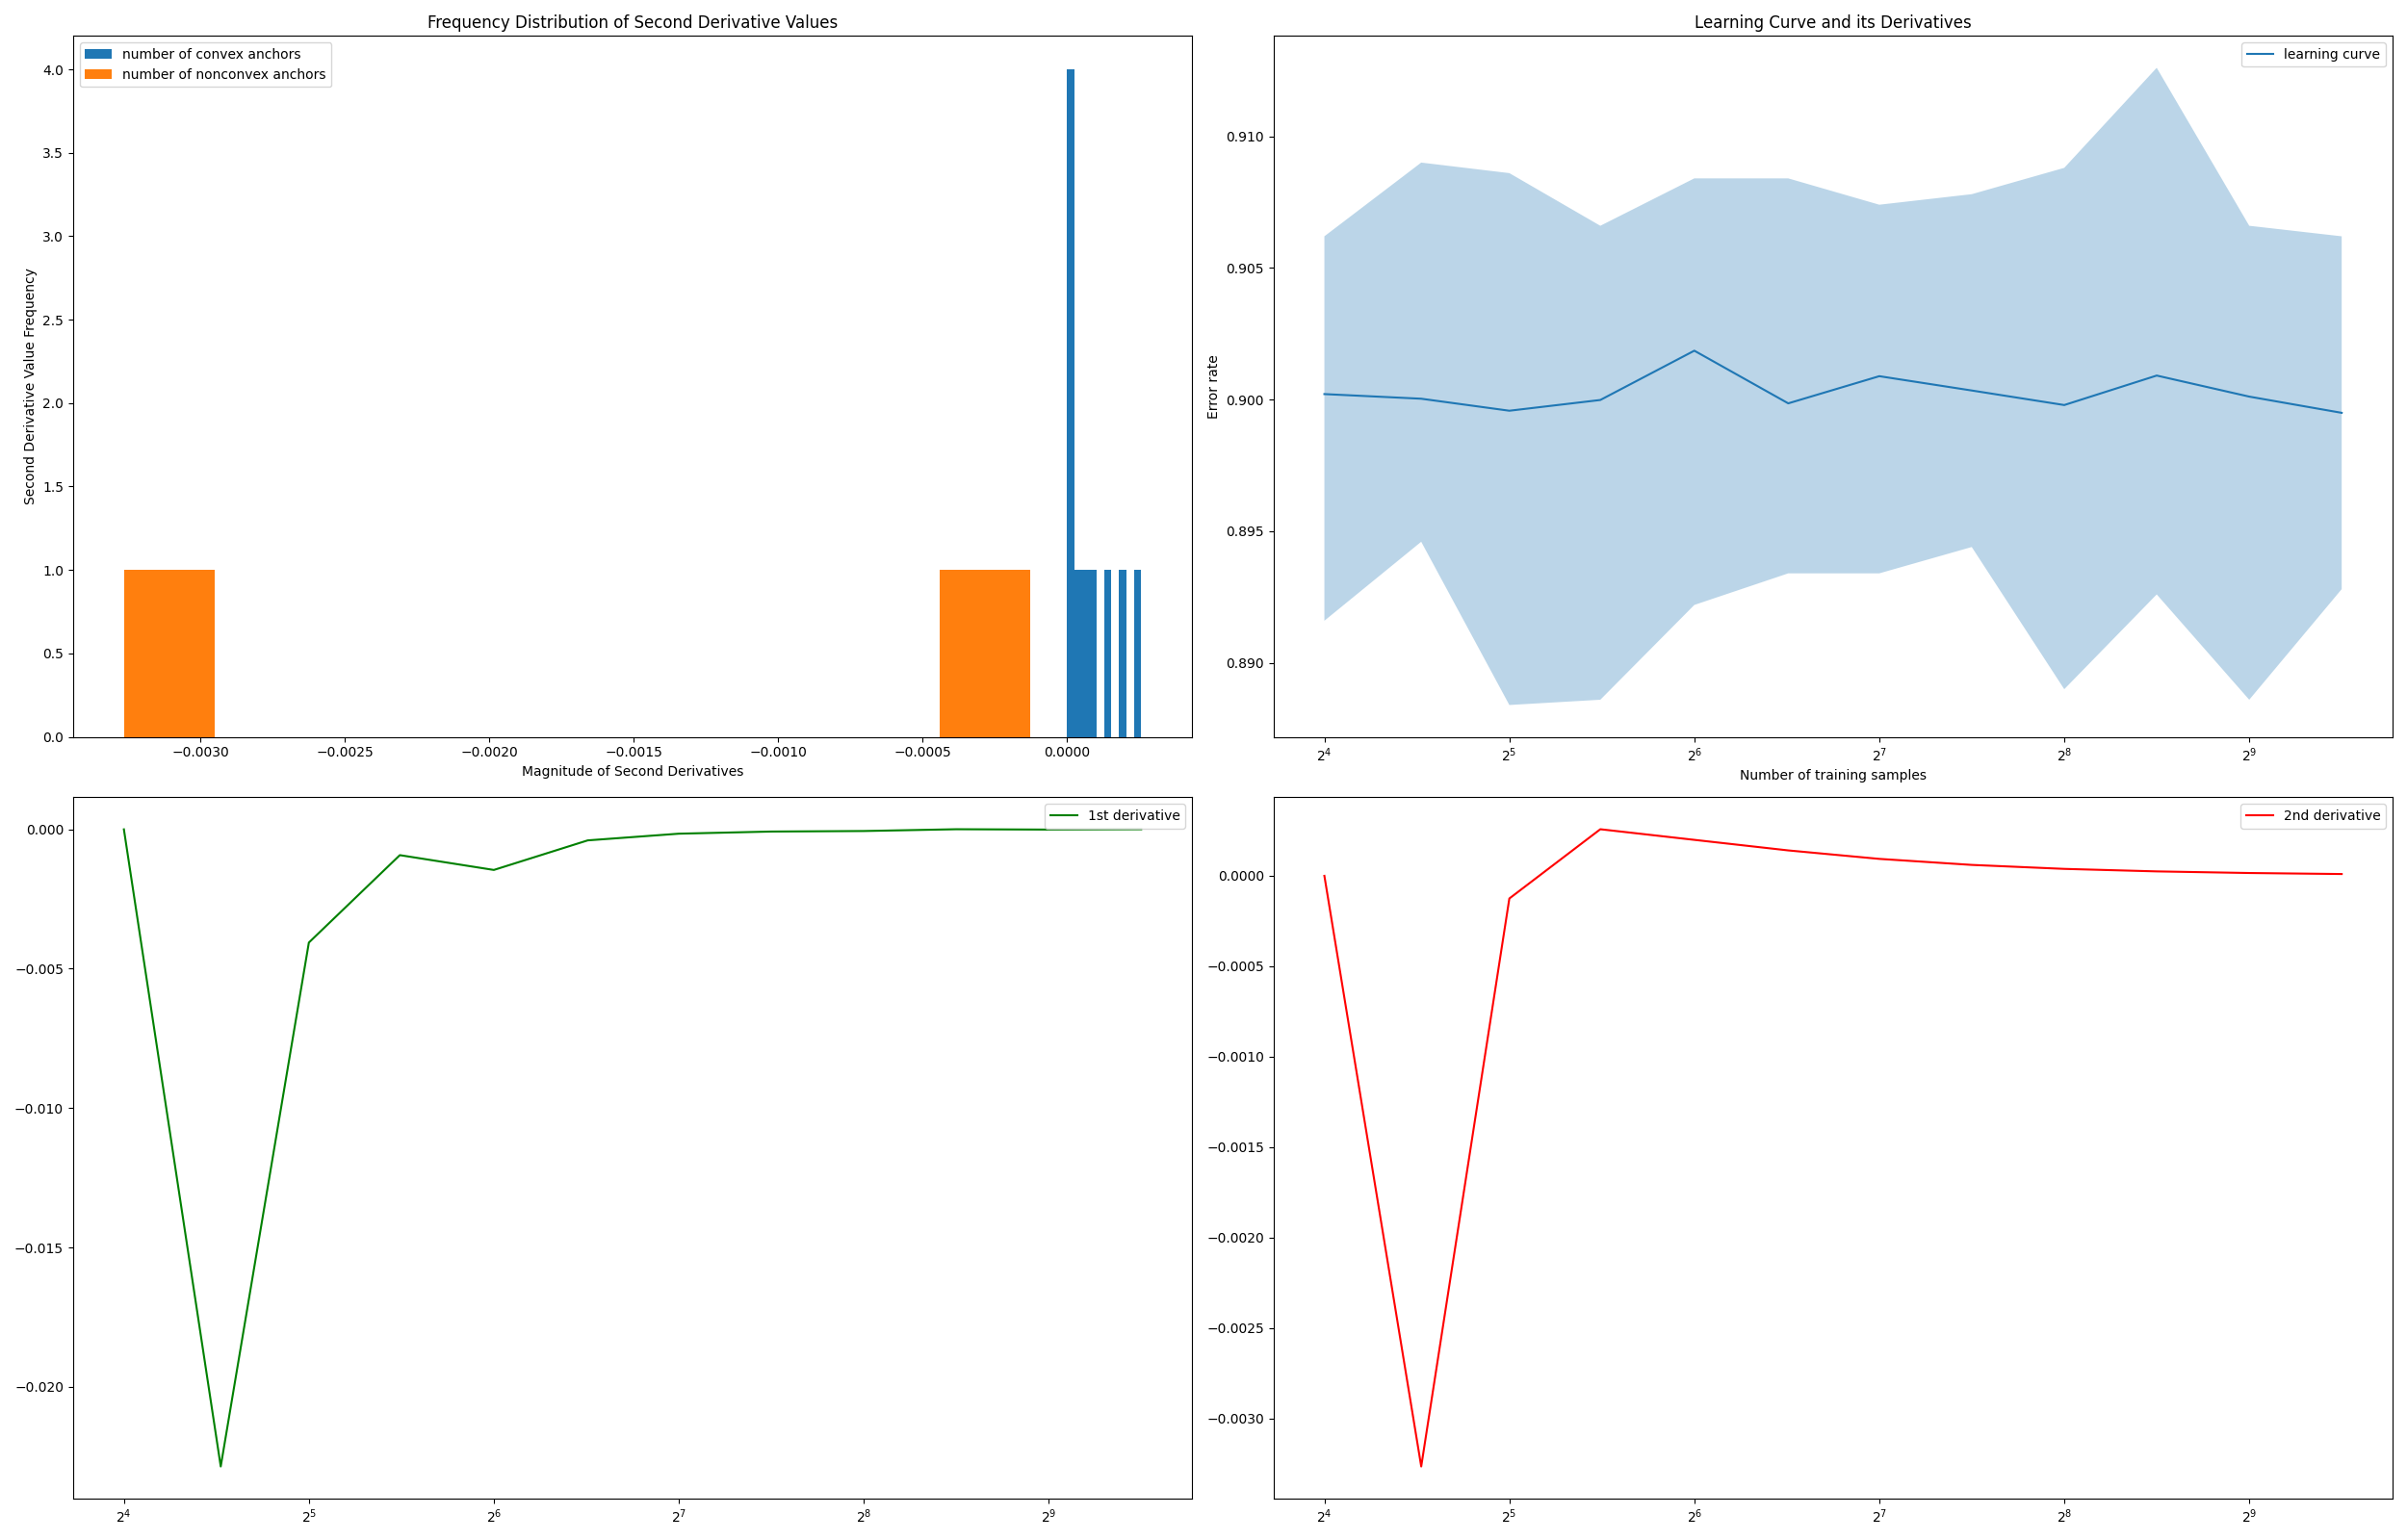 Frequency Distribution of Second Derivative Values
number of convex anchors
number of nonconvex anchors
4.0
3.5
3.0
2.5
2.0
1.5
1.0
0.5
0.0
Second Derivative Value Frequency
−0.0030 −0.0025 −0.0020 −0.0015 −0.0010 −0.0005 0.0000
Magnitude of Second Derivatives
Learning Curve and its Derivatives
learning curve
0.910
0.905
0.900
0.895
0.890
Error rate
2⁴ 2⁵ 2⁶ 2⁷ 2⁸ 2⁹
Number of training samples
1st derivative
0.000
−0.005
−0.010
−0.015
−0.020
2⁴ 2⁵ 2⁶ 2⁷ 2⁸ 2⁹
2nd derivative
0.0000
−0.0005
−0.0010
−0.0015
−0.0020
−0.0025
−0.0030
2⁴ 2⁵ 2⁶ 2⁷ 2⁸ 2⁹